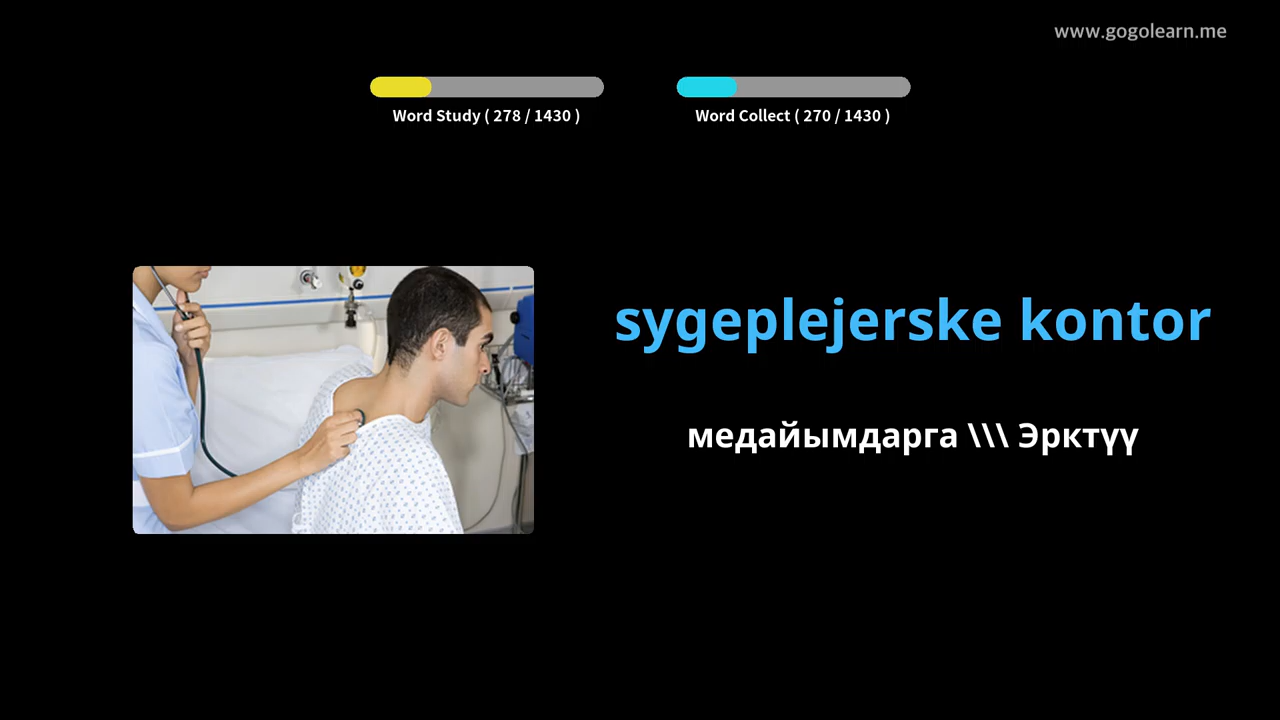 www.gogolearn.me
Word Study ( 278 / 1430 )
Word Collect ( 270 / 1430 )
sygeplejerske kontor
медайымдарга \\\ Эрктүү